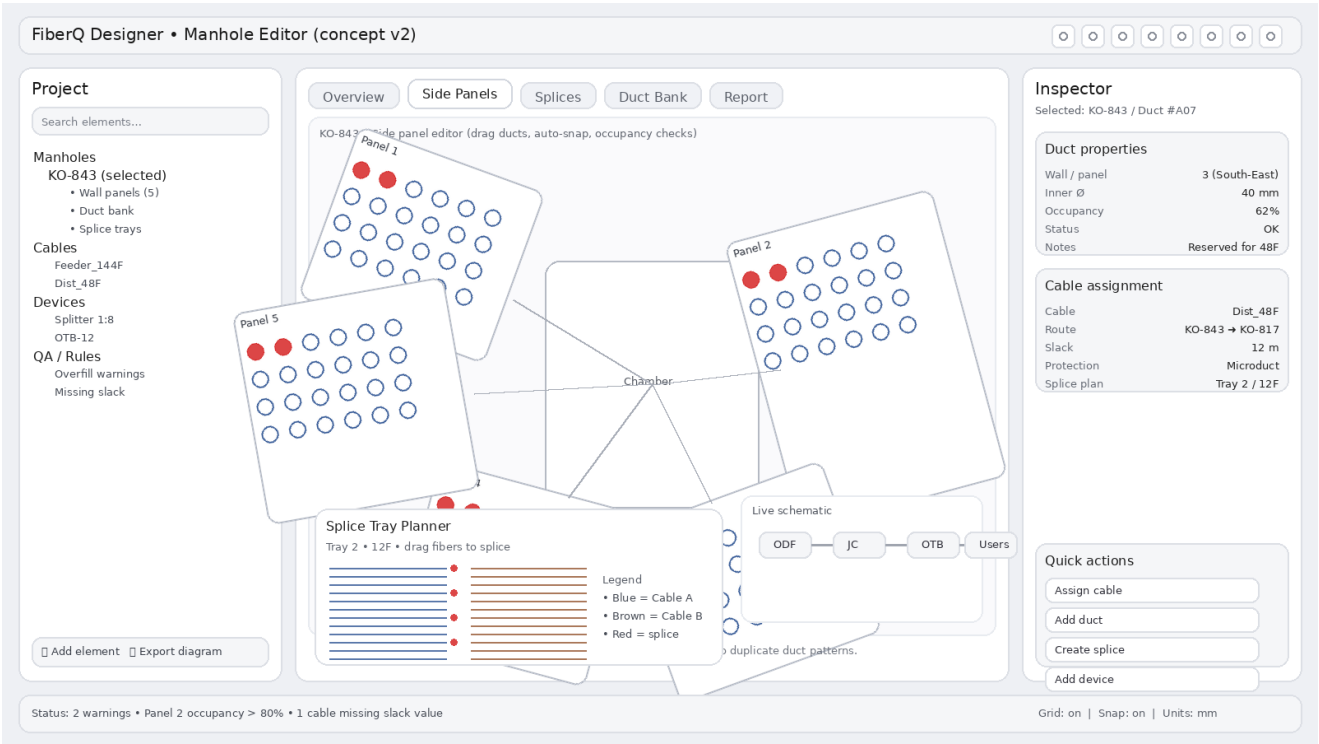 FiberQ Designer • Manhole Editor (concept v2)
Project
Search elements...
Manholes
KO-843 (selected)
• Wall panels (5)
• Duct bank
• Splice trays
Cables
Feeder_144F
Dist_48F
Devices
Splitter 1:8
OTB-12
QA / Rules
Overfill warnings
Missing slack
Add element
Export diagram
Overview
Side Panels
Splices
Duct Bank
Report
KO-843 Side panel editor (drag ducts, auto-snap, occupancy checks)
Panel 1
Panel 2
Panel 5
Chamber
Splice Tray Planner
Tray 2 • 12F • drag fibers to splice
Legend
• Blue = Cable A
• Brown = Cable B
• Red = splice
Live schematic
ODF
JC
OTB
Users
duplicate duct patterns.
Inspector
Selected: KO-843 / Duct #A07
Duct properties
Wall / panel 3 (South-East)
Inner Ø 40 mm
Occupancy 62%
Status OK
Notes Reserved for 48F
Cable assignment
Cable Dist_48F
Route KO-843 ➜ KO-817
Slack 12 m
Protection Microduct
Splice plan Tray 2 / 12F
Quick actions
Assign cable
Add duct
Create splice
Add device
Status: 2 warnings • Panel 2 occupancy > 80% • 1 cable missing slack value
Grid: on | Snap: on | Units: mm